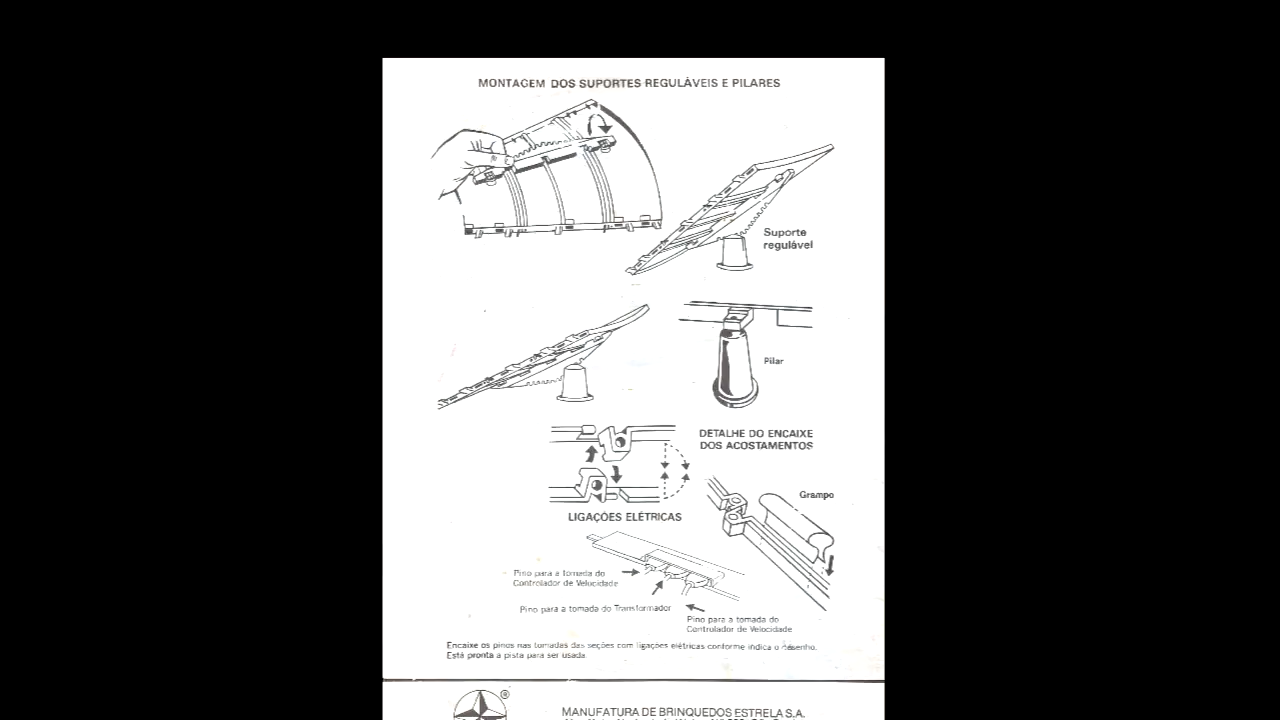 MONTAGEM DOS SUPORTES REGULÁVEIS E PILARES
Suporte
regulável
Pilar
DETALHE DO ENCAIXE
DOS ACOSTAMENTOS
Grampo
LIGAÇÕES ELÉTRICAS
Pino para a tomada do
Controlador de Velocidade
Pino para a tomada do Transformador
Pino para a tomada do
Controlador de Velocidade
Encaixe os pinos nas tomadas das seções com ligações elétricas conforme indica o desenho.
Está pronta a pista para ser usada.
®
MANUFATURA DE BRINQUEDOS ESTRELA S.A.